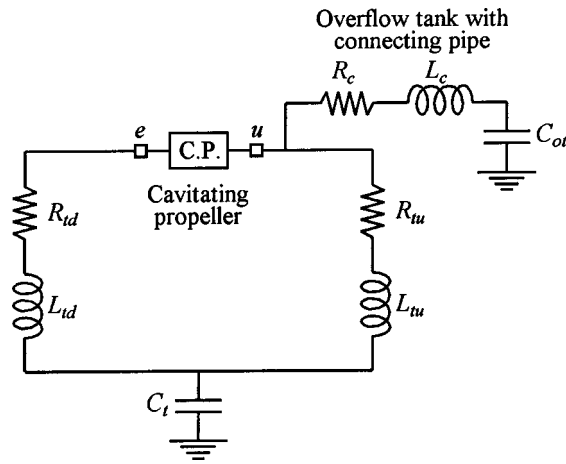 Overflow tank with
connecting pipe
R_c
L_c
C_ot
e
u
C.P.
Cavitating
propeller
R_td
R_tu
L_td
L_tu
C_t